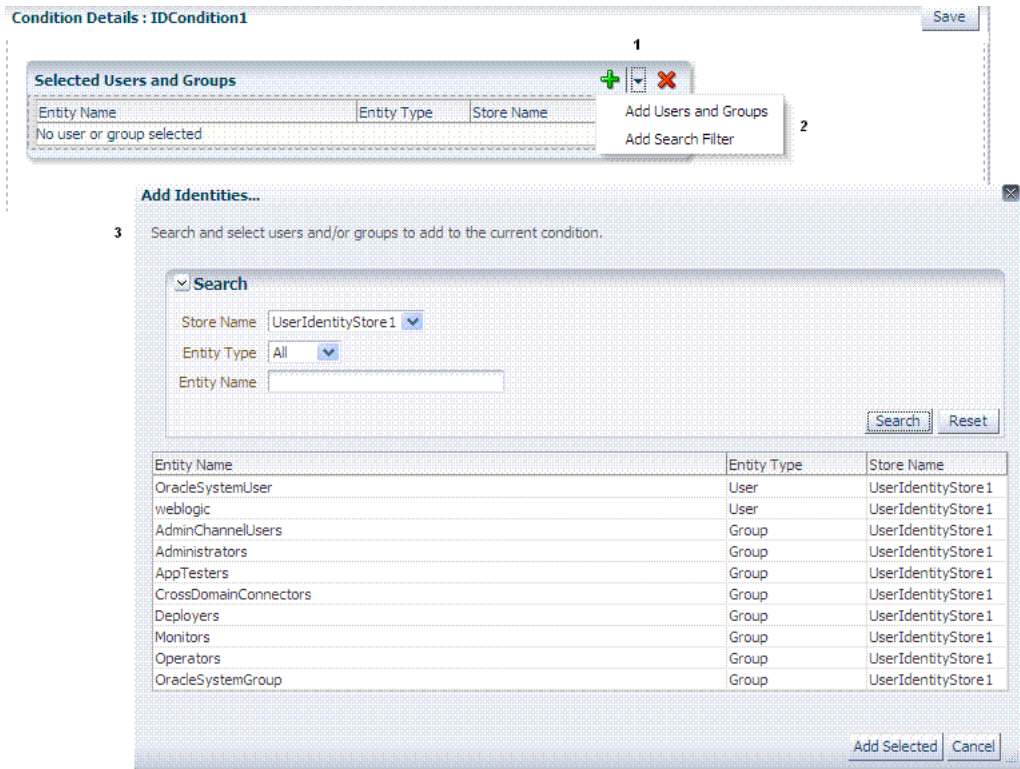 Condition Details : IDCondition1 Save
1
Selected Users and Groups
Entity Name Entity Type Store Name
No user or group selected
Add Users and Groups
Add Search Filter
2
Add Identities...
3 Search and select users and/or groups to add to the current condition.
Search
Store Name UserIdentityStore1
Entity Type All
Entity Name
Search Reset
Entity Name Entity Type Store Name
OracleSystemUser User UserIdentityStore1
weblogic User UserIdentityStore1
AdminChannelUsers Group UserIdentityStore1
Administrators Group UserIdentityStore1
AppTesters Group UserIdentityStore1
CrossDomainConnectors Group UserIdentityStore1
Deployers Group UserIdentityStore1
Monitors Group UserIdentityStore1
Operators Group UserIdentityStore1
OracleSystemGroup Group UserIdentityStore1
Add Selected Cancel